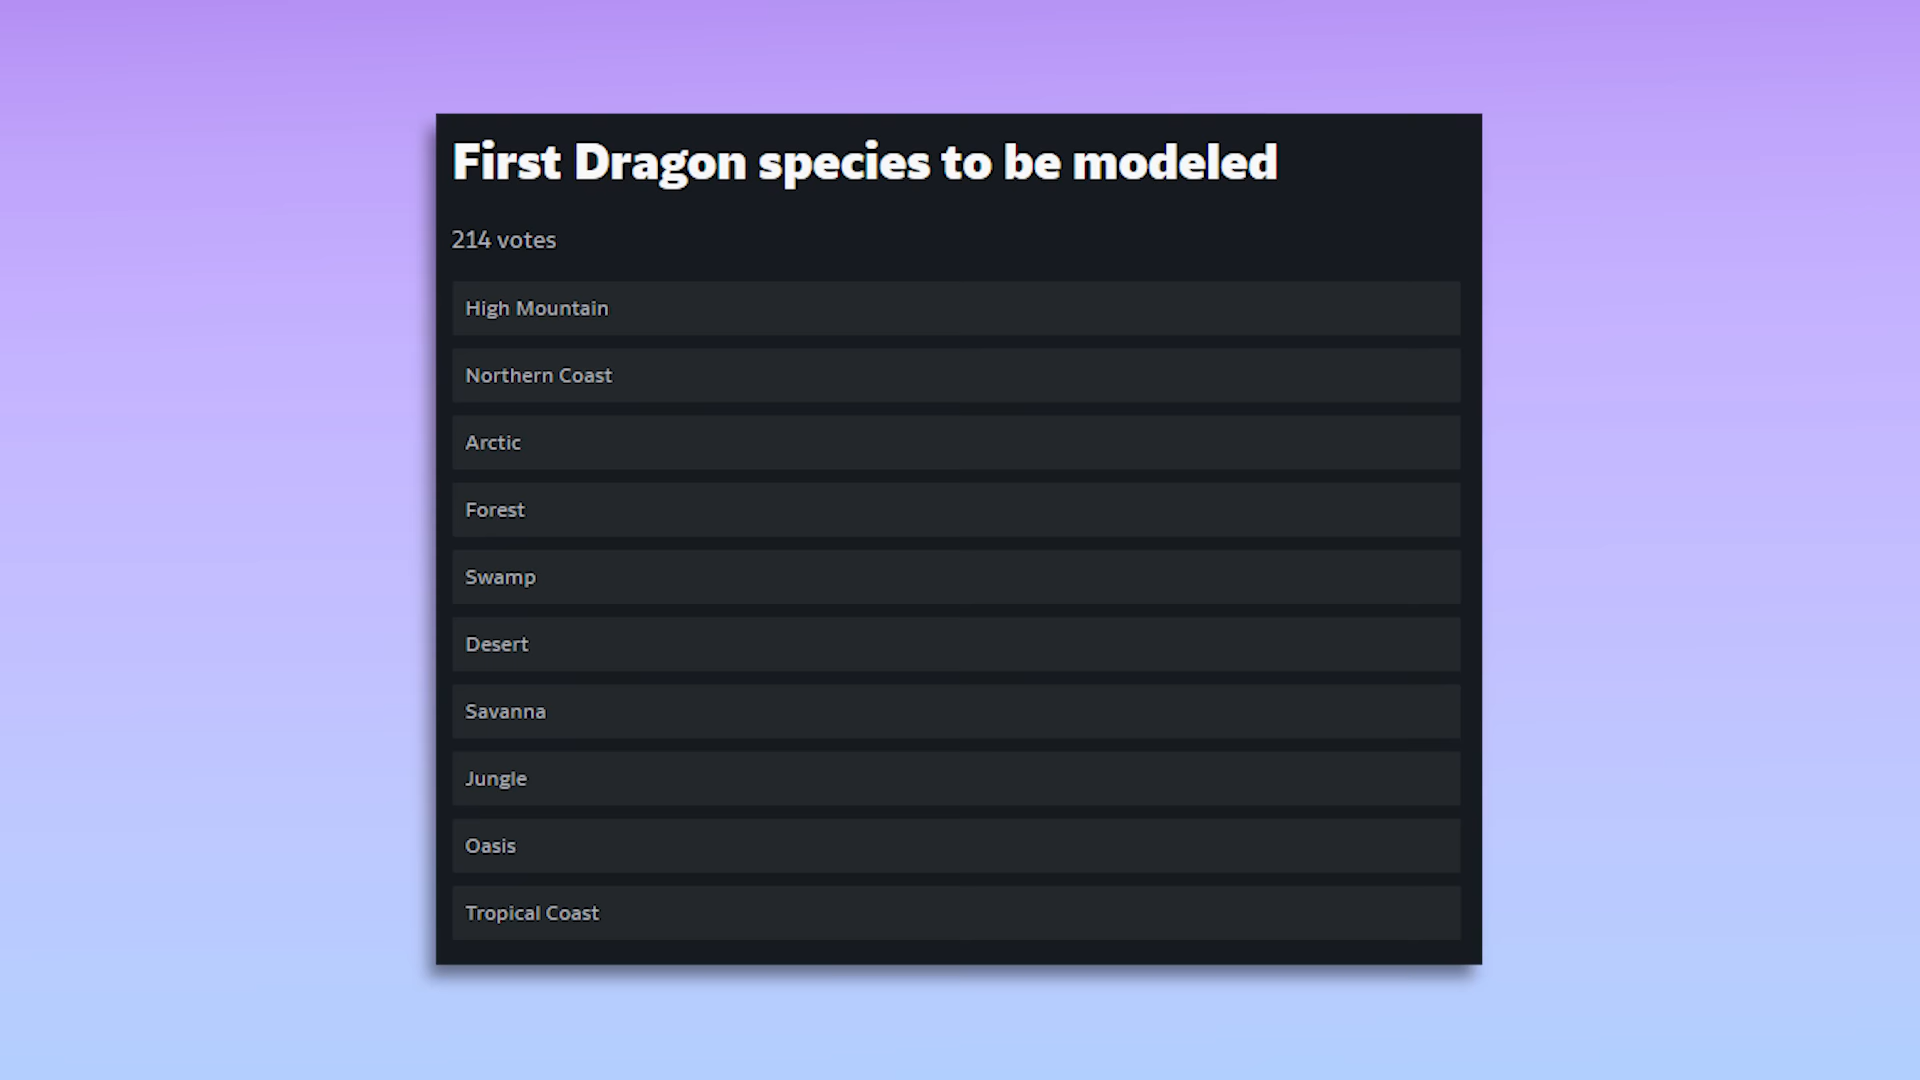 First Dragon species to be modeled
214 votes
High Mountain
Northern Coast
Arctic
Forest
Swamp
Desert
Savanna
Jungle
Oasis
Tropical Coast